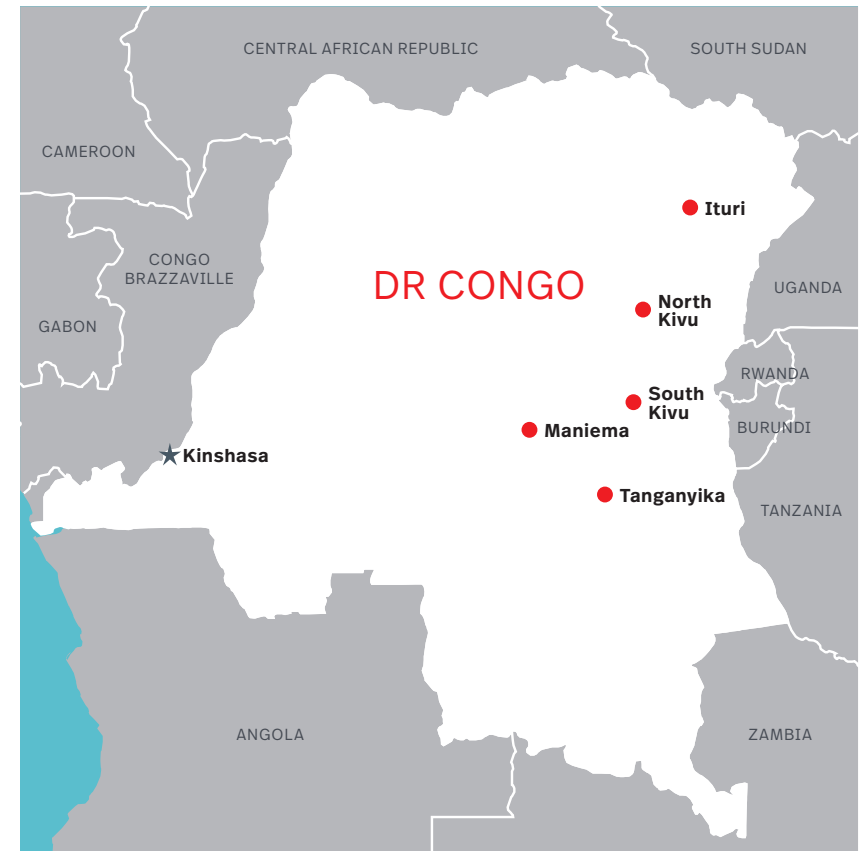 CENTRAL AFRICAN REPUBLIC
SOUTH SUDAN
CAMEROON
Ituri
CONGO
BRAZZAVILLE
DR CONGO
UGANDA
North
Kivu
GABON
RWANDA
South
Kivu
BURUNDI
Maniema
Kinshasa
Tanganyika
TANZANIA
ANGOLA
ZAMBIA